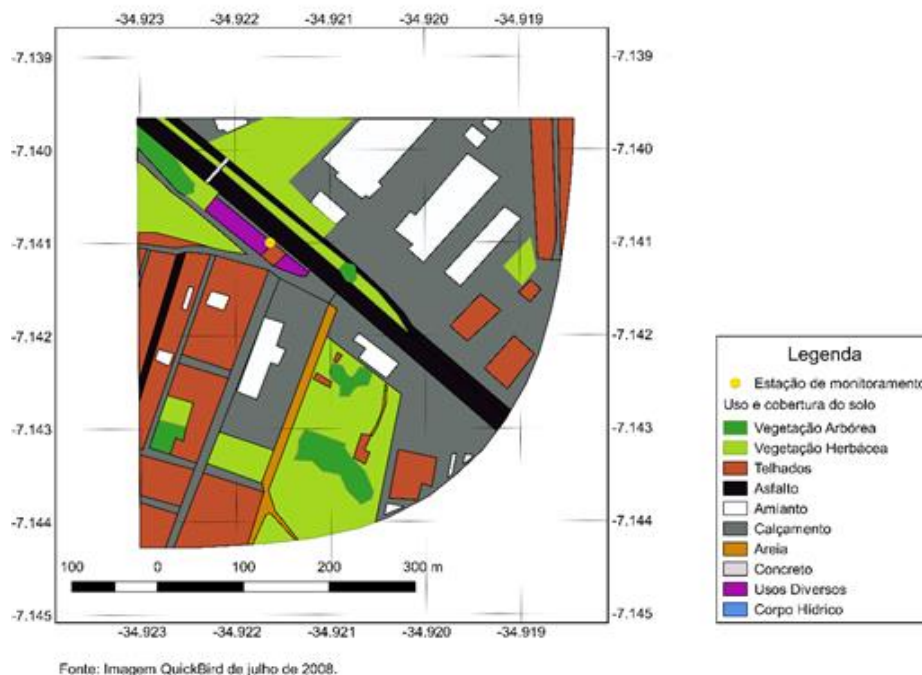 -34.923 -34.922 -34.921 -34.920 -34.919
-7.139 -7.139
-7.140 -7.140
-7.141 -7.141
-7.142 -7.142
-7.143 -7.143
-7.144 -7.144
-7.145 -7.145
100 0 100 200 300 m
-34.923 -34.922 -34.921 -34.920 -34.919
Legenda
Estação de monitoramento
Uso e cobertura do solo
Vegetação Arbórea
Vegetação Herbácea
Telhados
Asfalto
Amianto
Calçamento
Areia
Concreto
Usos Diversos
Corpo Hídrico
Fonte: Imagem QuickBird de julho de 2008.